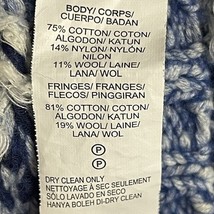 BODY/CORPS/
CUERPO/BADAN
75% COTTON/COTON/
ALGODON/KATUN
14% NYLON/NYLON/
NILON
11% WOOL/LAINE/
LANA/WOL
FRINGES/FRANGES/
FLECOS/PINGGIRAN
81% COTTON/COTON/
ALGODON/KATUN
19% WOOL/LAINE/
LANA/WOL
P
P
DRY CLEAN ONLY
NETTOYAGE À SEC SEULEMENT
SÓLO LAVADO EN SECO
HANYA BOLEH DI-DRY CLEAN